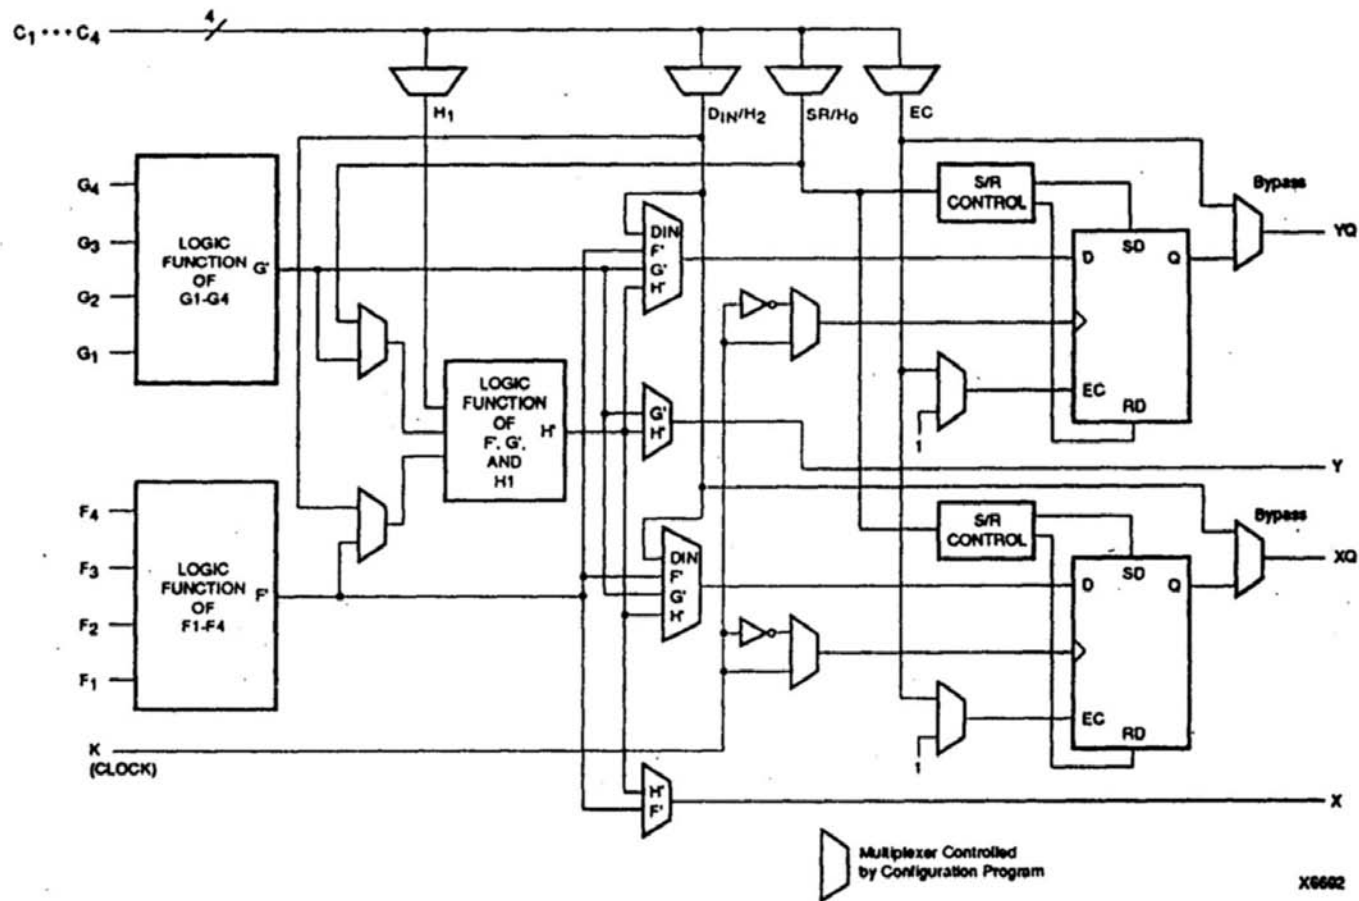 4
C1 ••• C4
H1
DIN/H2
SR/H0
EC
G4
G3
G2
G1
LOGIC
FUNCTION
OF
G1-G4
G'
DIN
F'
G'
H'
S/R
CONTROL
Bypass
D
SD
Q
EC
RD
1
YQ
LOGIC
FUNCTION
OF
F', G',
AND
H1
H'
G'
H'
Y
F4
F3
F2
F1
LOGIC
FUNCTION
OF
F1-F4
F'
DIN
F'
G'
H'
S/R
CONTROL
Bypass
D
SD
Q
EC
RD
1
XQ
K
(CLOCK)
H'
F'
X
Multiplexer Controlled
by Configuration Program
X6692